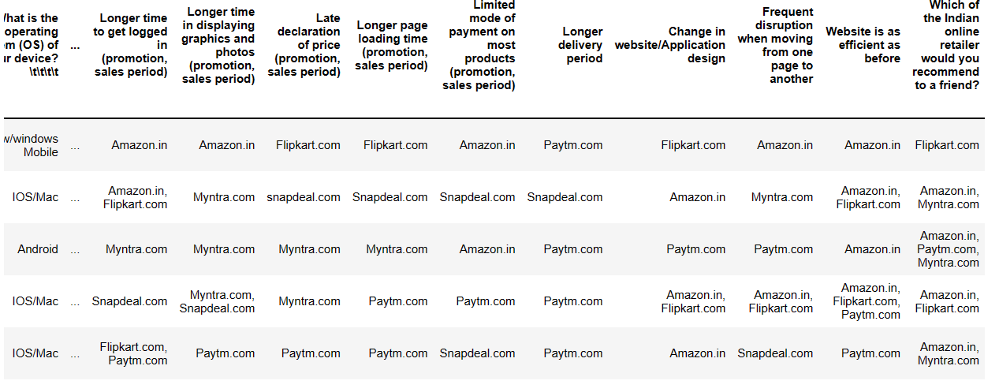 What is the
operating
em (OS) of
ur device?
\t\t\t\t
...
Longer time
to get logged
in
(promotion,
sales period)
Longer time
in displaying
graphics and
photos
(promotion,
sales period)
Late
declaration
of price
(promotion,
sales period)
Longer page
loading time
(promotion,
sales period)
Limited
mode of
payment on
most
products
(promotion,
sales period)
Longer
delivery
period
Change in
website/Application
design
Frequent
disruption
when moving
from one
page to
another
Website is as
efficient as
before
Which of
the Indian
online
retailer
would you
recommend
to a friend?
w/windows
Mobile
...
Amazon.in
Amazon.in
Flipkart.com
Flipkart.com
Amazon.in
Paytm.com
Flipkart.com
Amazon.in
Amazon.in
Flipkart.com
IOS/Mac
...
Amazon.in,
Flipkart.com
Myntra.com
snapdeal.com
Snapdeal.com
Snapdeal.com
Snapdeal.com
Amazon.in
Myntra.com
Amazon.in,
Flipkart.com
Amazon.in,
Myntra.com
Android
...
Myntra.com
Myntra.com
Myntra.com
Myntra.com
Amazon.in
Paytm.com
Paytm.com
Paytm.com
Amazon.in
Amazon.in,
Paytm.com,
Myntra.com
IOS/Mac
...
Snapdeal.com
Myntra.com,
Snapdeal.com
Myntra.com
Paytm.com
Paytm.com
Paytm.com
Amazon.in,
Flipkart.com
Amazon.in,
Flipkart.com
Amazon.in,
Flipkart.com,
Paytm.com
Amazon.in,
Flipkart.com
IOS/Mac
...
Flipkart.com,
Paytm.com
Paytm.com
Paytm.com
Paytm.com
Snapdeal.com
Paytm.com
Amazon.in
Snapdeal.com
Paytm.com
Amazon.in,
Myntra.com